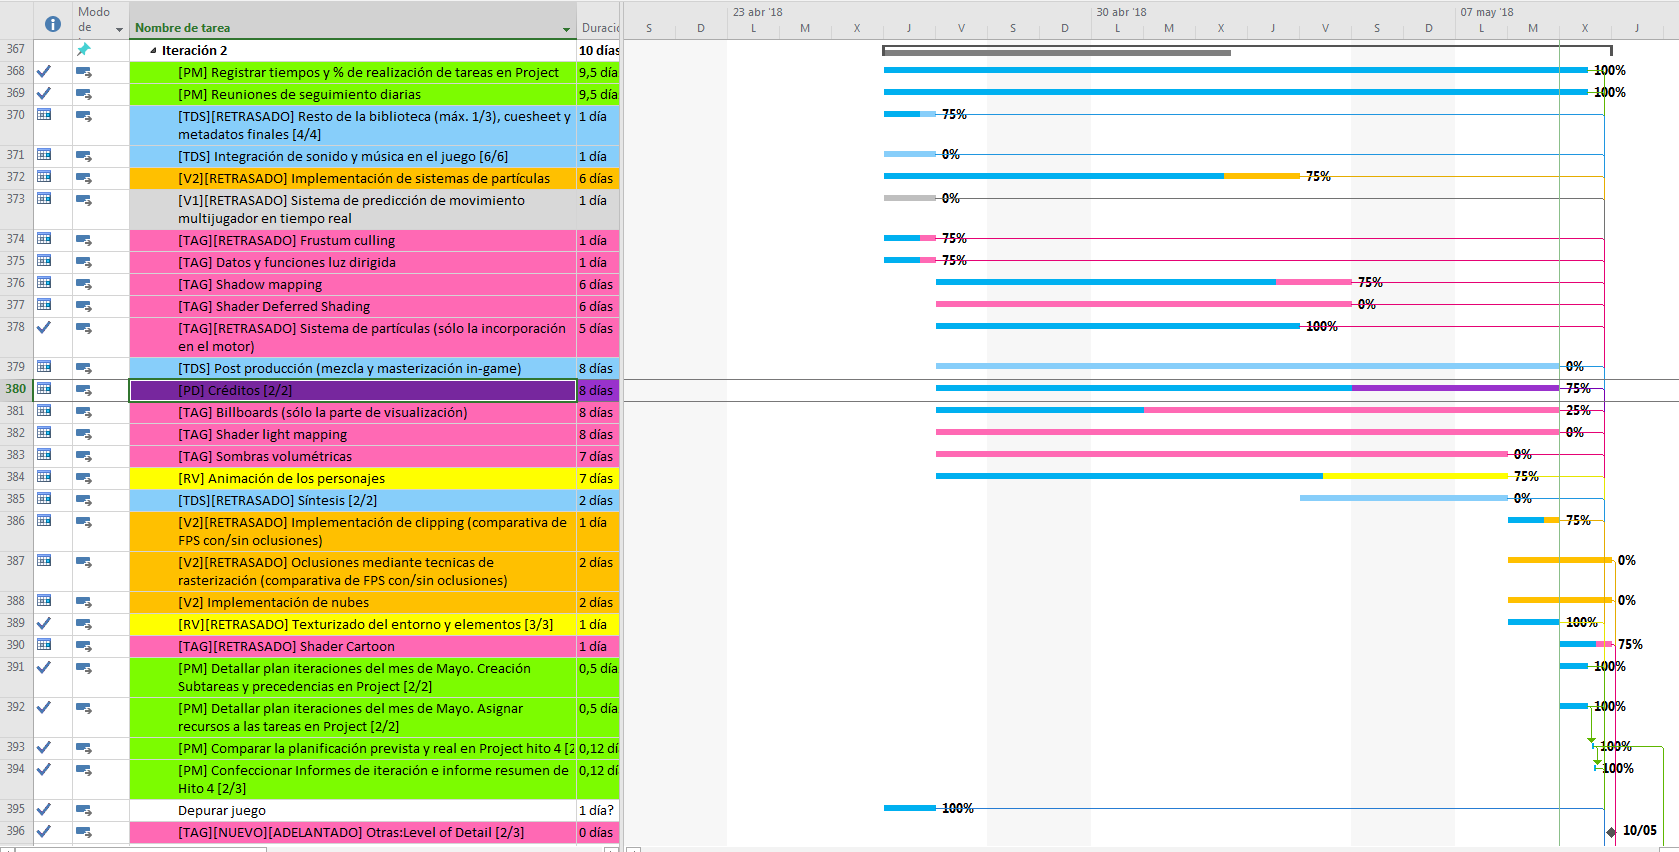 Modo de
Nombre de tarea
Duració
23 abr '18
30 abr '18
07 may '18
S D L M X J V S D L M X J V S D L M X J
367 Iteración 2 10 días
368 [PM] Registrar tiempos y % de realización de tareas en Project 9,5 día 100%
369 [PM] Reuniones de seguimiento diarias 9,5 día 100%
370 [TDS][RETRASADO] Resto de la biblioteca (máx. 1/3), cuesheet y 1 día 75%
metadatos finales [4/4]
371 [TDS] Integración de sonido y música en el juego [6/6] 1 día 0%
372 [V2][RETRASADO] Implementación de sistemas de partículas 6 días 75%
373 [V1][RETRASADO] Sistema de predicción de movimiento 1 día 0%
multijugador en tiempo real
374 [TAG][RETRASADO] Frustum culling 1 día 75%
375 [TAG] Datos y funciones luz dirigida 1 día 75%
376 [TAG] Shadow mapping 6 días 75%
377 [TAG] Shader Deferred Shading 6 días 0%
378 [TAG][RETRASADO] Sistema de partículas (sólo la incorporación 5 días 100%
en el motor)
379 [TDS] Post producción (mezcla y masterización in-game) 8 días 0%
380 [PD] Créditos [2/2] 8 días 75%
381 [TAG] Billboards (sólo la parte de visualización) 8 días 25%
382 [TAG] Shader light mapping 8 días 0%
383 [TAG] Sombras volumétricas 7 días 0%
384 [RV] Animación de los personajes 7 días 75%
385 [TDS][RETRASADO] Síntesis [2/2] 2 días 0%
386 [V2][RETRASADO] Implementación de clipping (comparativa de 1 día 75%
FPS con/sin oclusiones)
387 [V2][RETRASADO] Oclusiones mediante tecnicas de 2 días 0%
rasterización (comparativa de FPS con/sin oclusiones)
388 [V2] Implementación de nubes 2 días 0%
389 [RV][RETRASADO] Texturizado del entorno y elementos [3/3] 1 día 100%
390 [TAG][RETRASADO] Shader Cartoon 1 día 75%
391 [PM] Detallar plan iteraciones del mes de Mayo. Creación 0,5 día 100%
Subtareas y precedencias en Project [2/2]
392 [PM] Detallar plan iteraciones del mes de Mayo. Asignar 0,5 día 100%
recursos a las tareas en Project [2/2]
393 [PM] Comparar la planificación prevista y real en Project hito 4 [2 0,12 dí 100%
394 [PM] Confeccionar Informes de iteración e informe resumen de 0,12 dí 100%
Hito 4 [2/3]
395 Depurar juego 1 día? 100%
396 [TAG][NUEVO][ADELANTADO] Otras:Level of Detail [2/3] 0 días 10/05